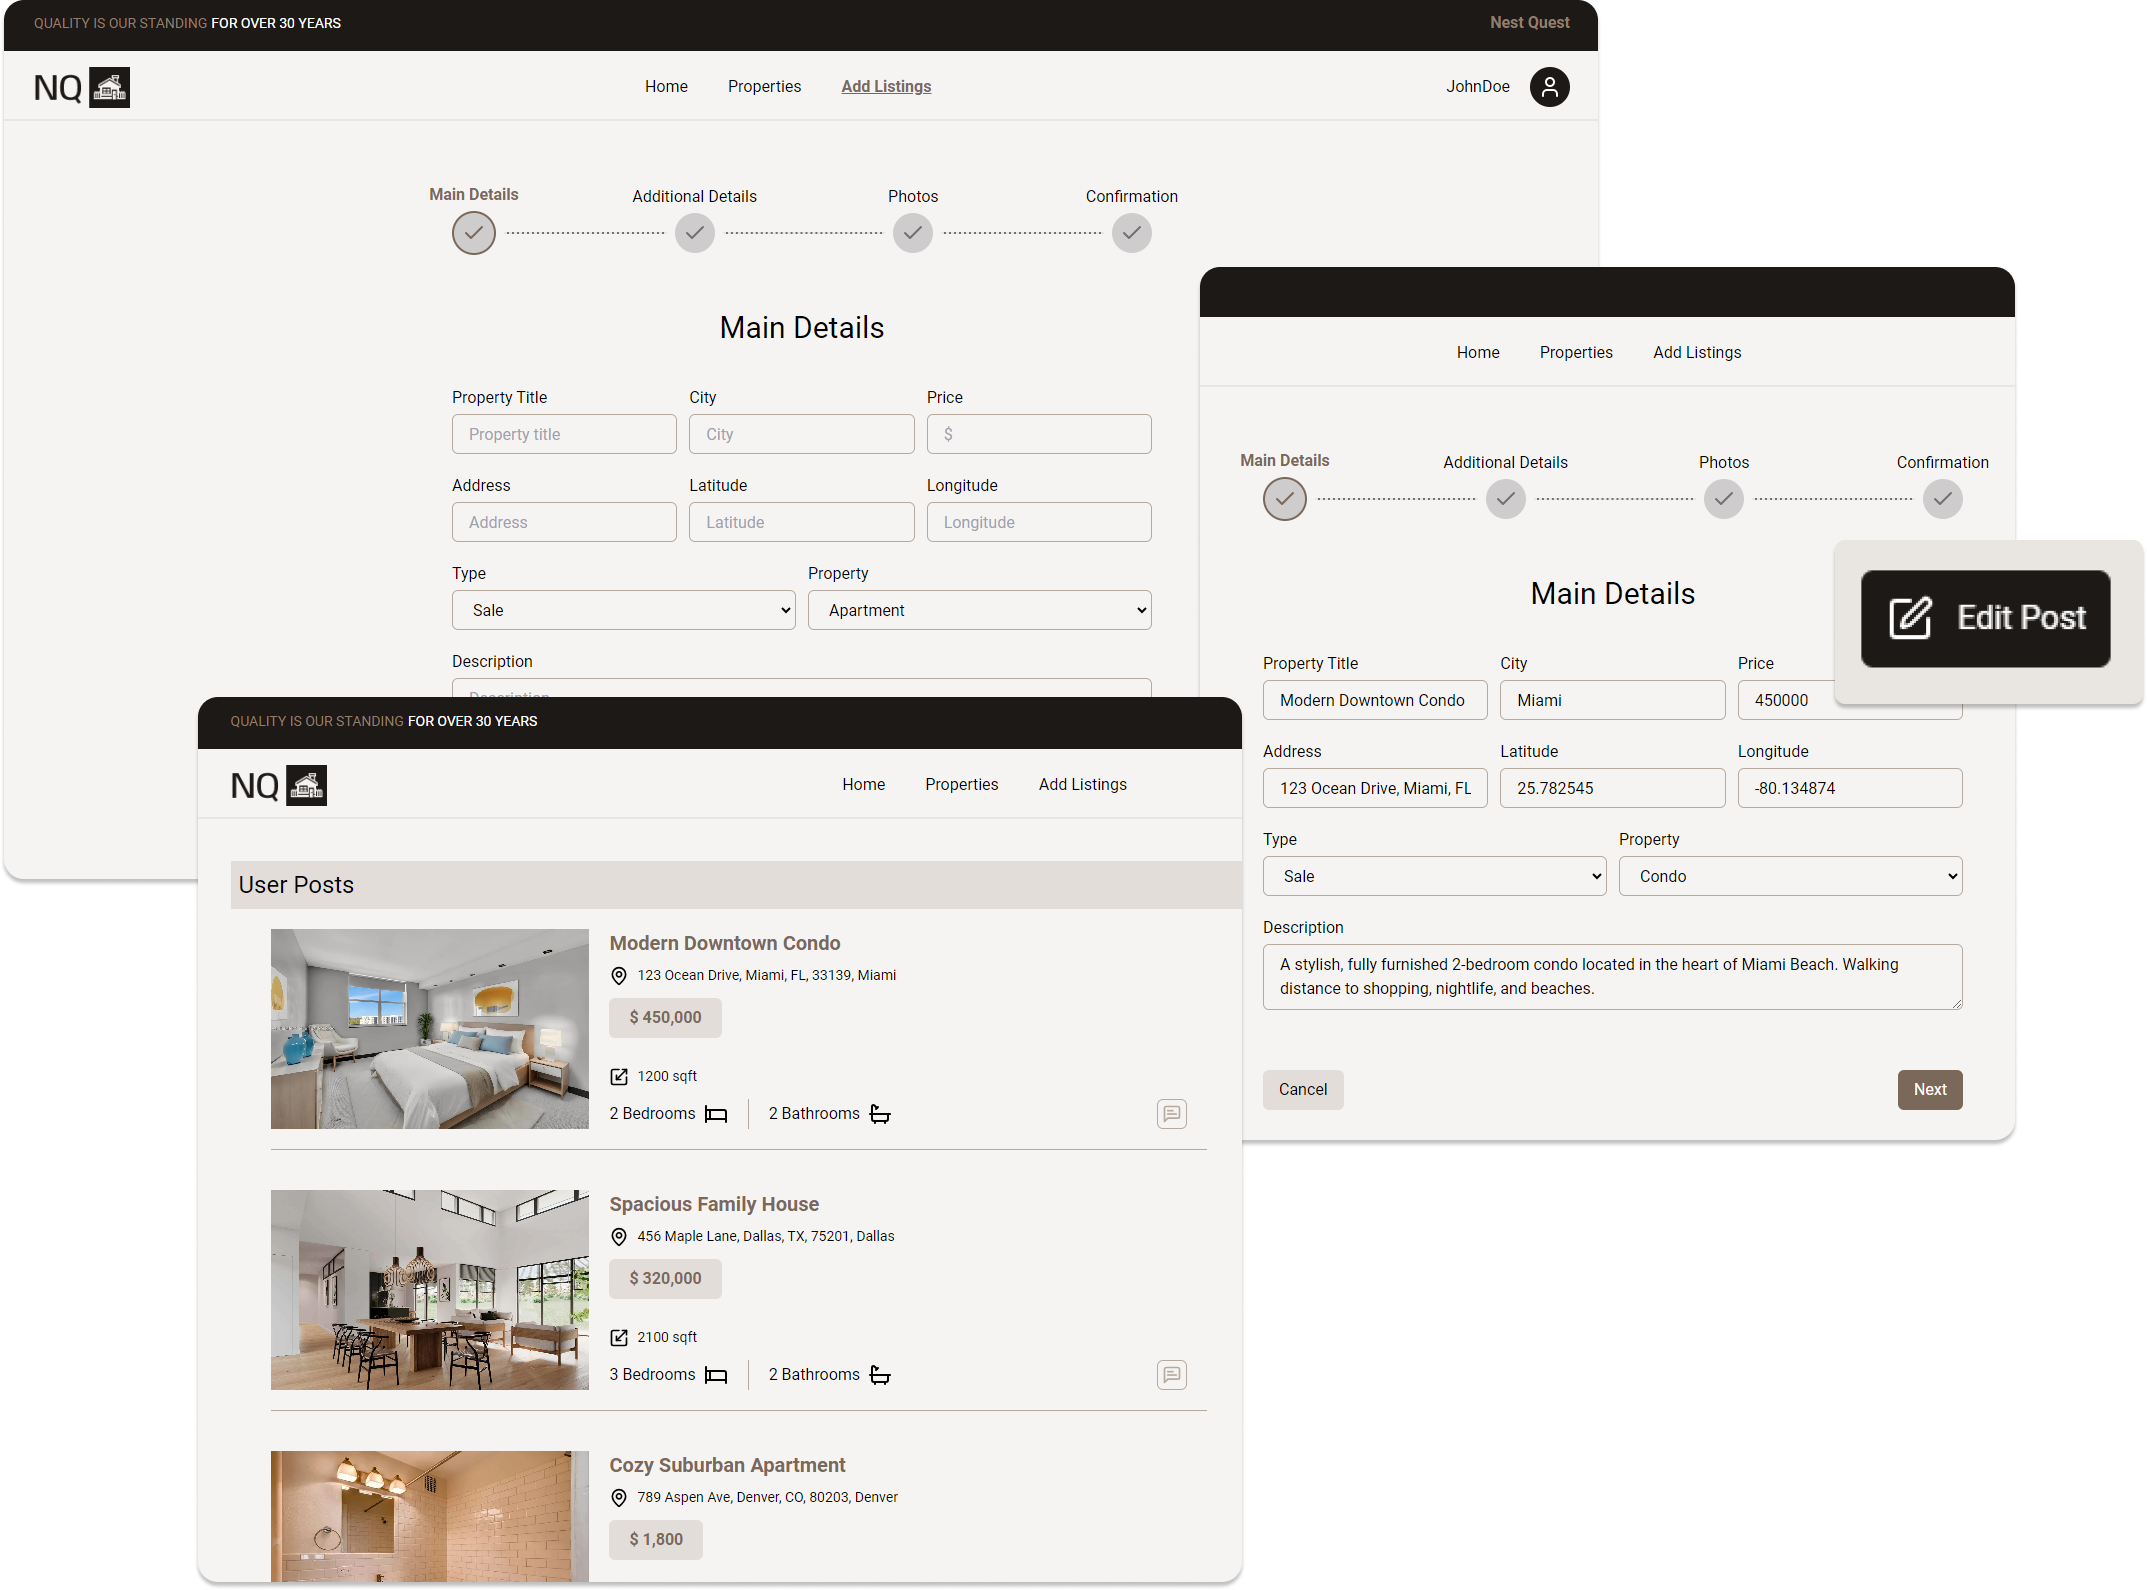 QUALITY IS OUR STANDING FOR OVER 30 YEARS
Nest Quest
NQ
Home Properties Add Listings
JohnDoe
Main Details Additional Details Photos Confirmation
Main Details
Property Title City Price
Property title City $
Address Latitude Longitude
Address Latitude Longitude
Type Property
Sale Apartment
Description
Description
Home Properties Add Listings
Main Details Additional Details Photos Confirmation
Main Details
Edit Post
Property Title City Price
Modern Downtown Condo Miami 450000
Address Latitude Longitude
123 Ocean Drive, Miami, FL 25.782545 -80.134874
Type Property
Sale Condo
Description
A stylish, fully furnished 2-bedroom condo located in the heart of Miami Beach. Walking
distance to shopping, nightlife, and beaches.
Cancel Next
QUALITY IS OUR STANDING FOR OVER 30 YEARS
NQ
Home Properties Add Listings
User Posts
Modern Downtown Condo
123 Ocean Drive, Miami, FL, 33139, Miami
$ 450,000
1200 sqft
2 Bedrooms 2 Bathrooms
Spacious Family House
456 Maple Lane, Dallas, TX, 75201, Dallas
$ 320,000
2100 sqft
3 Bedrooms 2 Bathrooms
Cozy Suburban Apartment
789 Aspen Ave, Denver, CO, 80203, Denver
$ 1,800